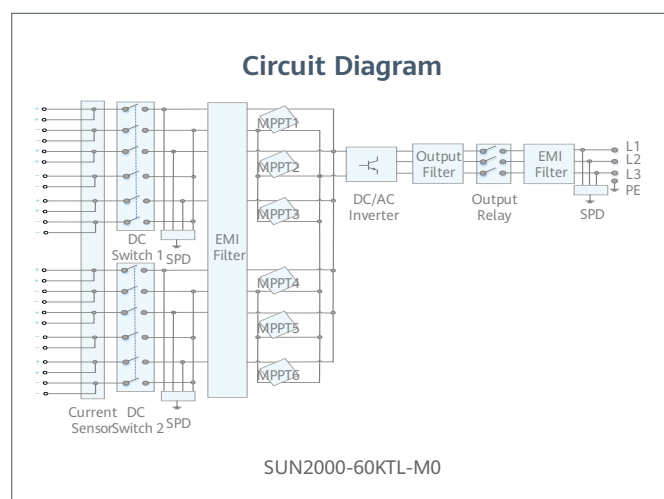 Circuit Diagram
MPPT1
MPPT2
MPPT3
MPPT4
MPPT5
MPPT6
EMI
Filter
DC
Switch 1
SPD
DC
Switch 2
SPD
Current
Sensor
DC/AC
Inverter
Output
Filter
Output
Relay
EMI
Filter
SPD
L1
L2
L3
PE
SUN2000-60KTL-M0